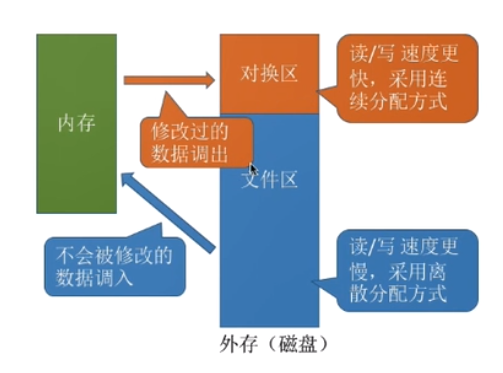 内存
对换区
读/写 速度更
快，采用连
续分配方式
修改过的
数据调出
文件区
不会被修改的
数据调入
读/写 速度更
慢，采用离
散分配方式
外存（磁盘）